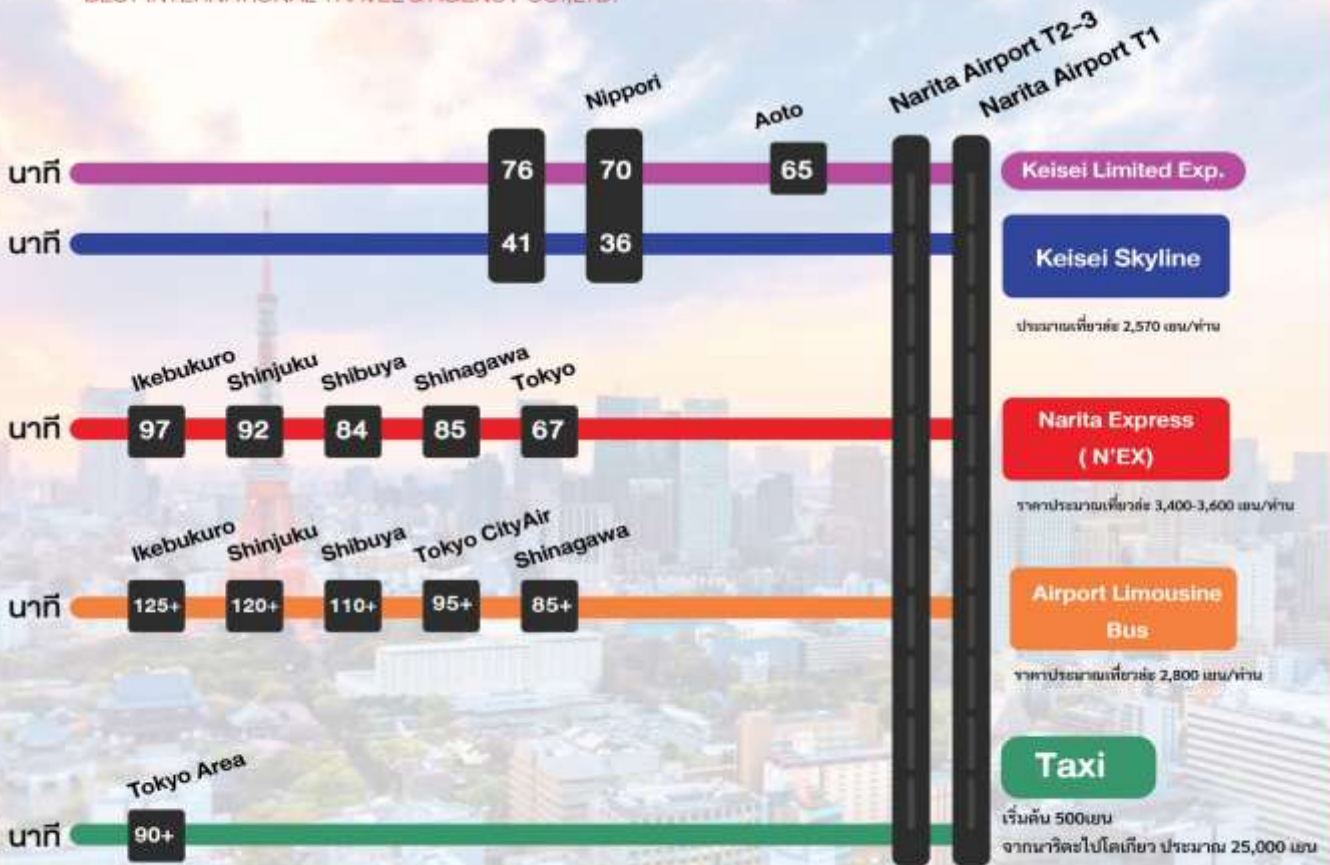 Narita Airport T2-3
Narita Airport T1
Nippori
Aoto
นาที
76
70
65
Keisei Limited Exp.
นาที
41
36
Keisei Skyline
ประมาณเที่ยวล่ะ 2,570 เยน/ท่าน
Ikebukuro
Shinjuku
Shibuya
Shinagawa
Tokyo
นาที
97
92
84
85
67
Narita Express
( N'EX)
ราคาประมาณเที่ยวล่ะ 3,400-3,600 เยน/ท่าน
Ikebukuro
Shinjuku
Shibuya
Tokyo CityAir
Shinagawa
นาที
125+
120+
110+
95+
85+
Airport Limousine
Bus
ราคาประมาณเที่ยวล่ะ 2,800 เยน/ท่าน
Tokyo Area
นาที
90+
Taxi
เริ่มต้น 500เยน
จากนาริตะไปโตเกียว ประมาณ 25,000 เยน